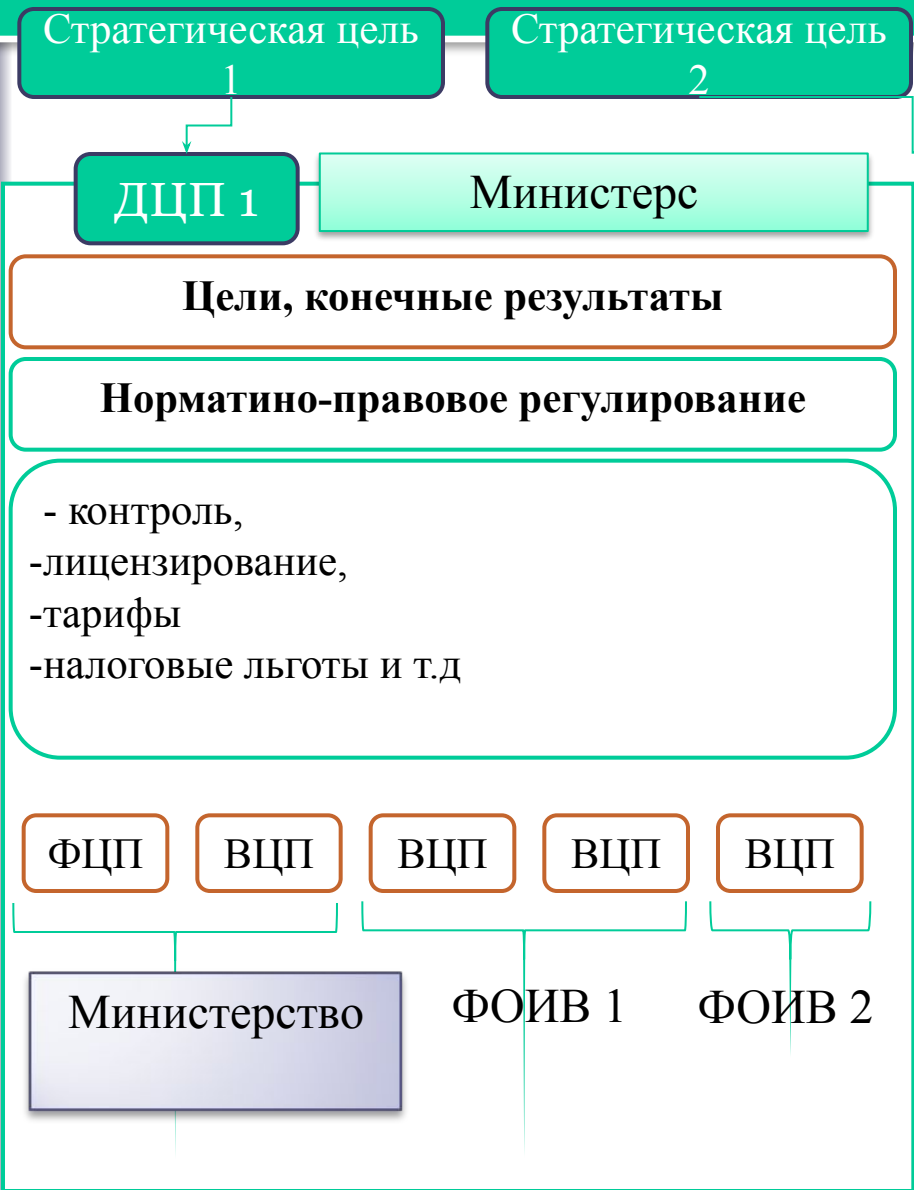 Стратегическая цель
1
Стратегическая цель
2
ДЦП 1
Министерс
Цели, конечные результаты
Норматино-правовое регулирование
- контроль,
-лицензирование,
-тарифы
-налоговые льготы и т.д
ФЦП
ВЦП
ВЦП
ВЦП
ВЦП
Министерство
ФОИВ 1
ФОИВ 2